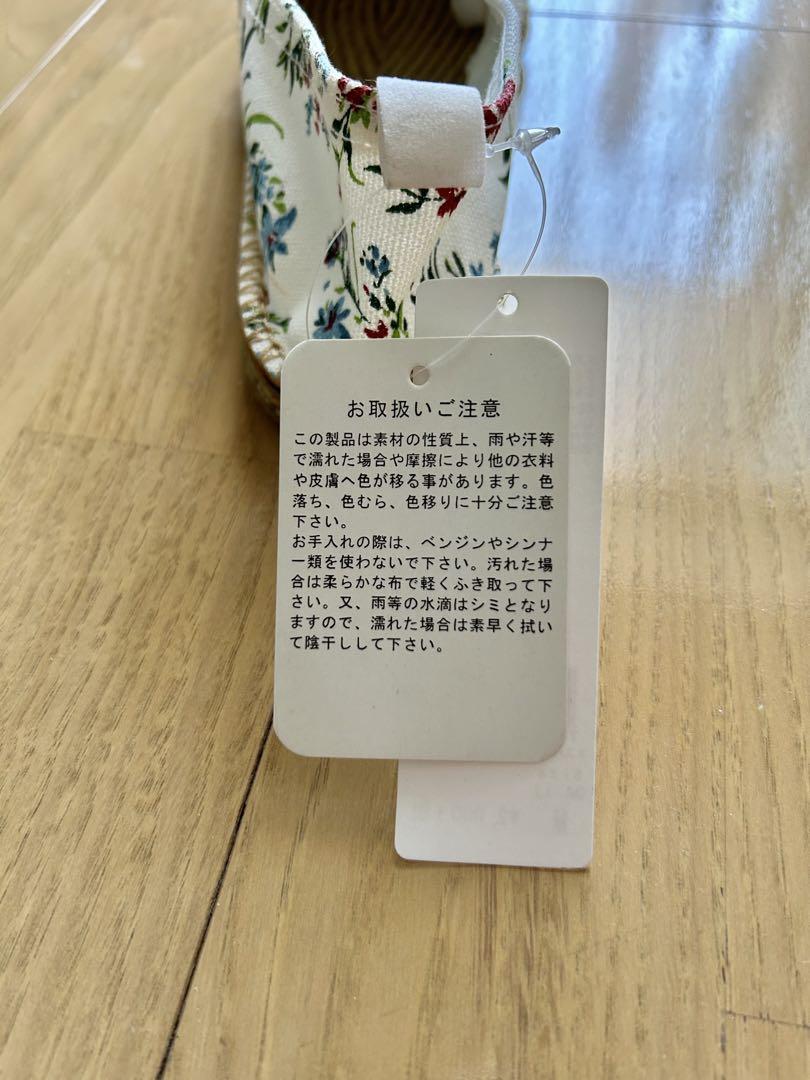 お取扱いご注意
この製品は素材の性質上、雨や汗等
で濡れた場合や摩擦により他の衣料
や皮膚へ色が移る事があります。色
落ち、色むら、色移りに十分ご注意
下さい。
お手入れの際は、ベンジンやシンナ
ー類を使わないで下さい。汚れた場
合は柔らかな布で軽くふき取って下
さい。又、雨等の水滴はシミとなり
ますので、濡れた場合は素早く拭い
て陰干しして下さい。